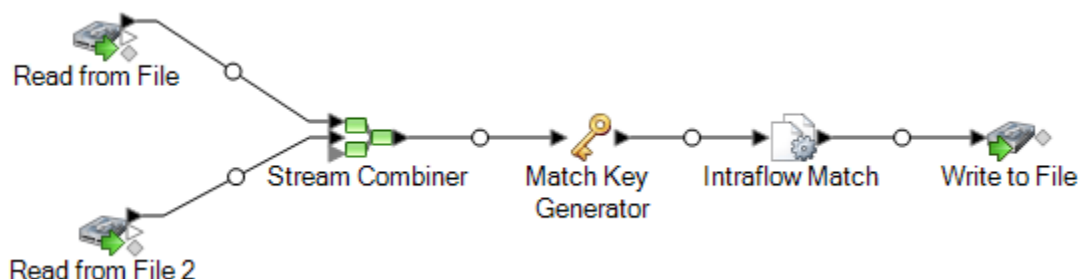 Read from File
Stream Combiner
Match Key
Generator
Intraflow Match
Write to File
Read from File 2